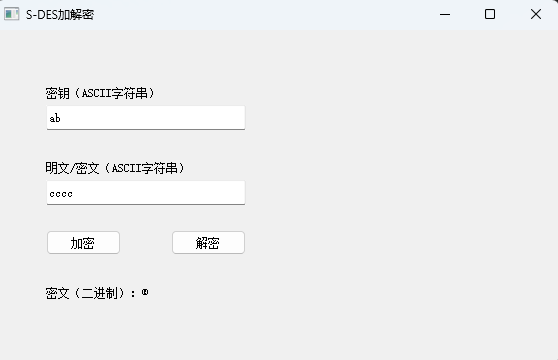 S-DES加解密
密钥（ASCII字符串）
ab
明文/密文（ASCII字符串）
cccc
加密 解密
密文（二进制）：